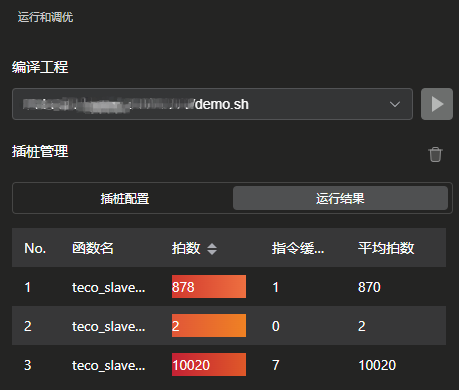 运行和调优
编译工程
/demo.sh
插桩管理
插桩配置 运行结果
No. 函数名 拍数 指令缓... 平均拍数
1 teco_slave... 878 1 870
2 teco_slave... 2 0 2
3 teco_slave... 10020 7 10020